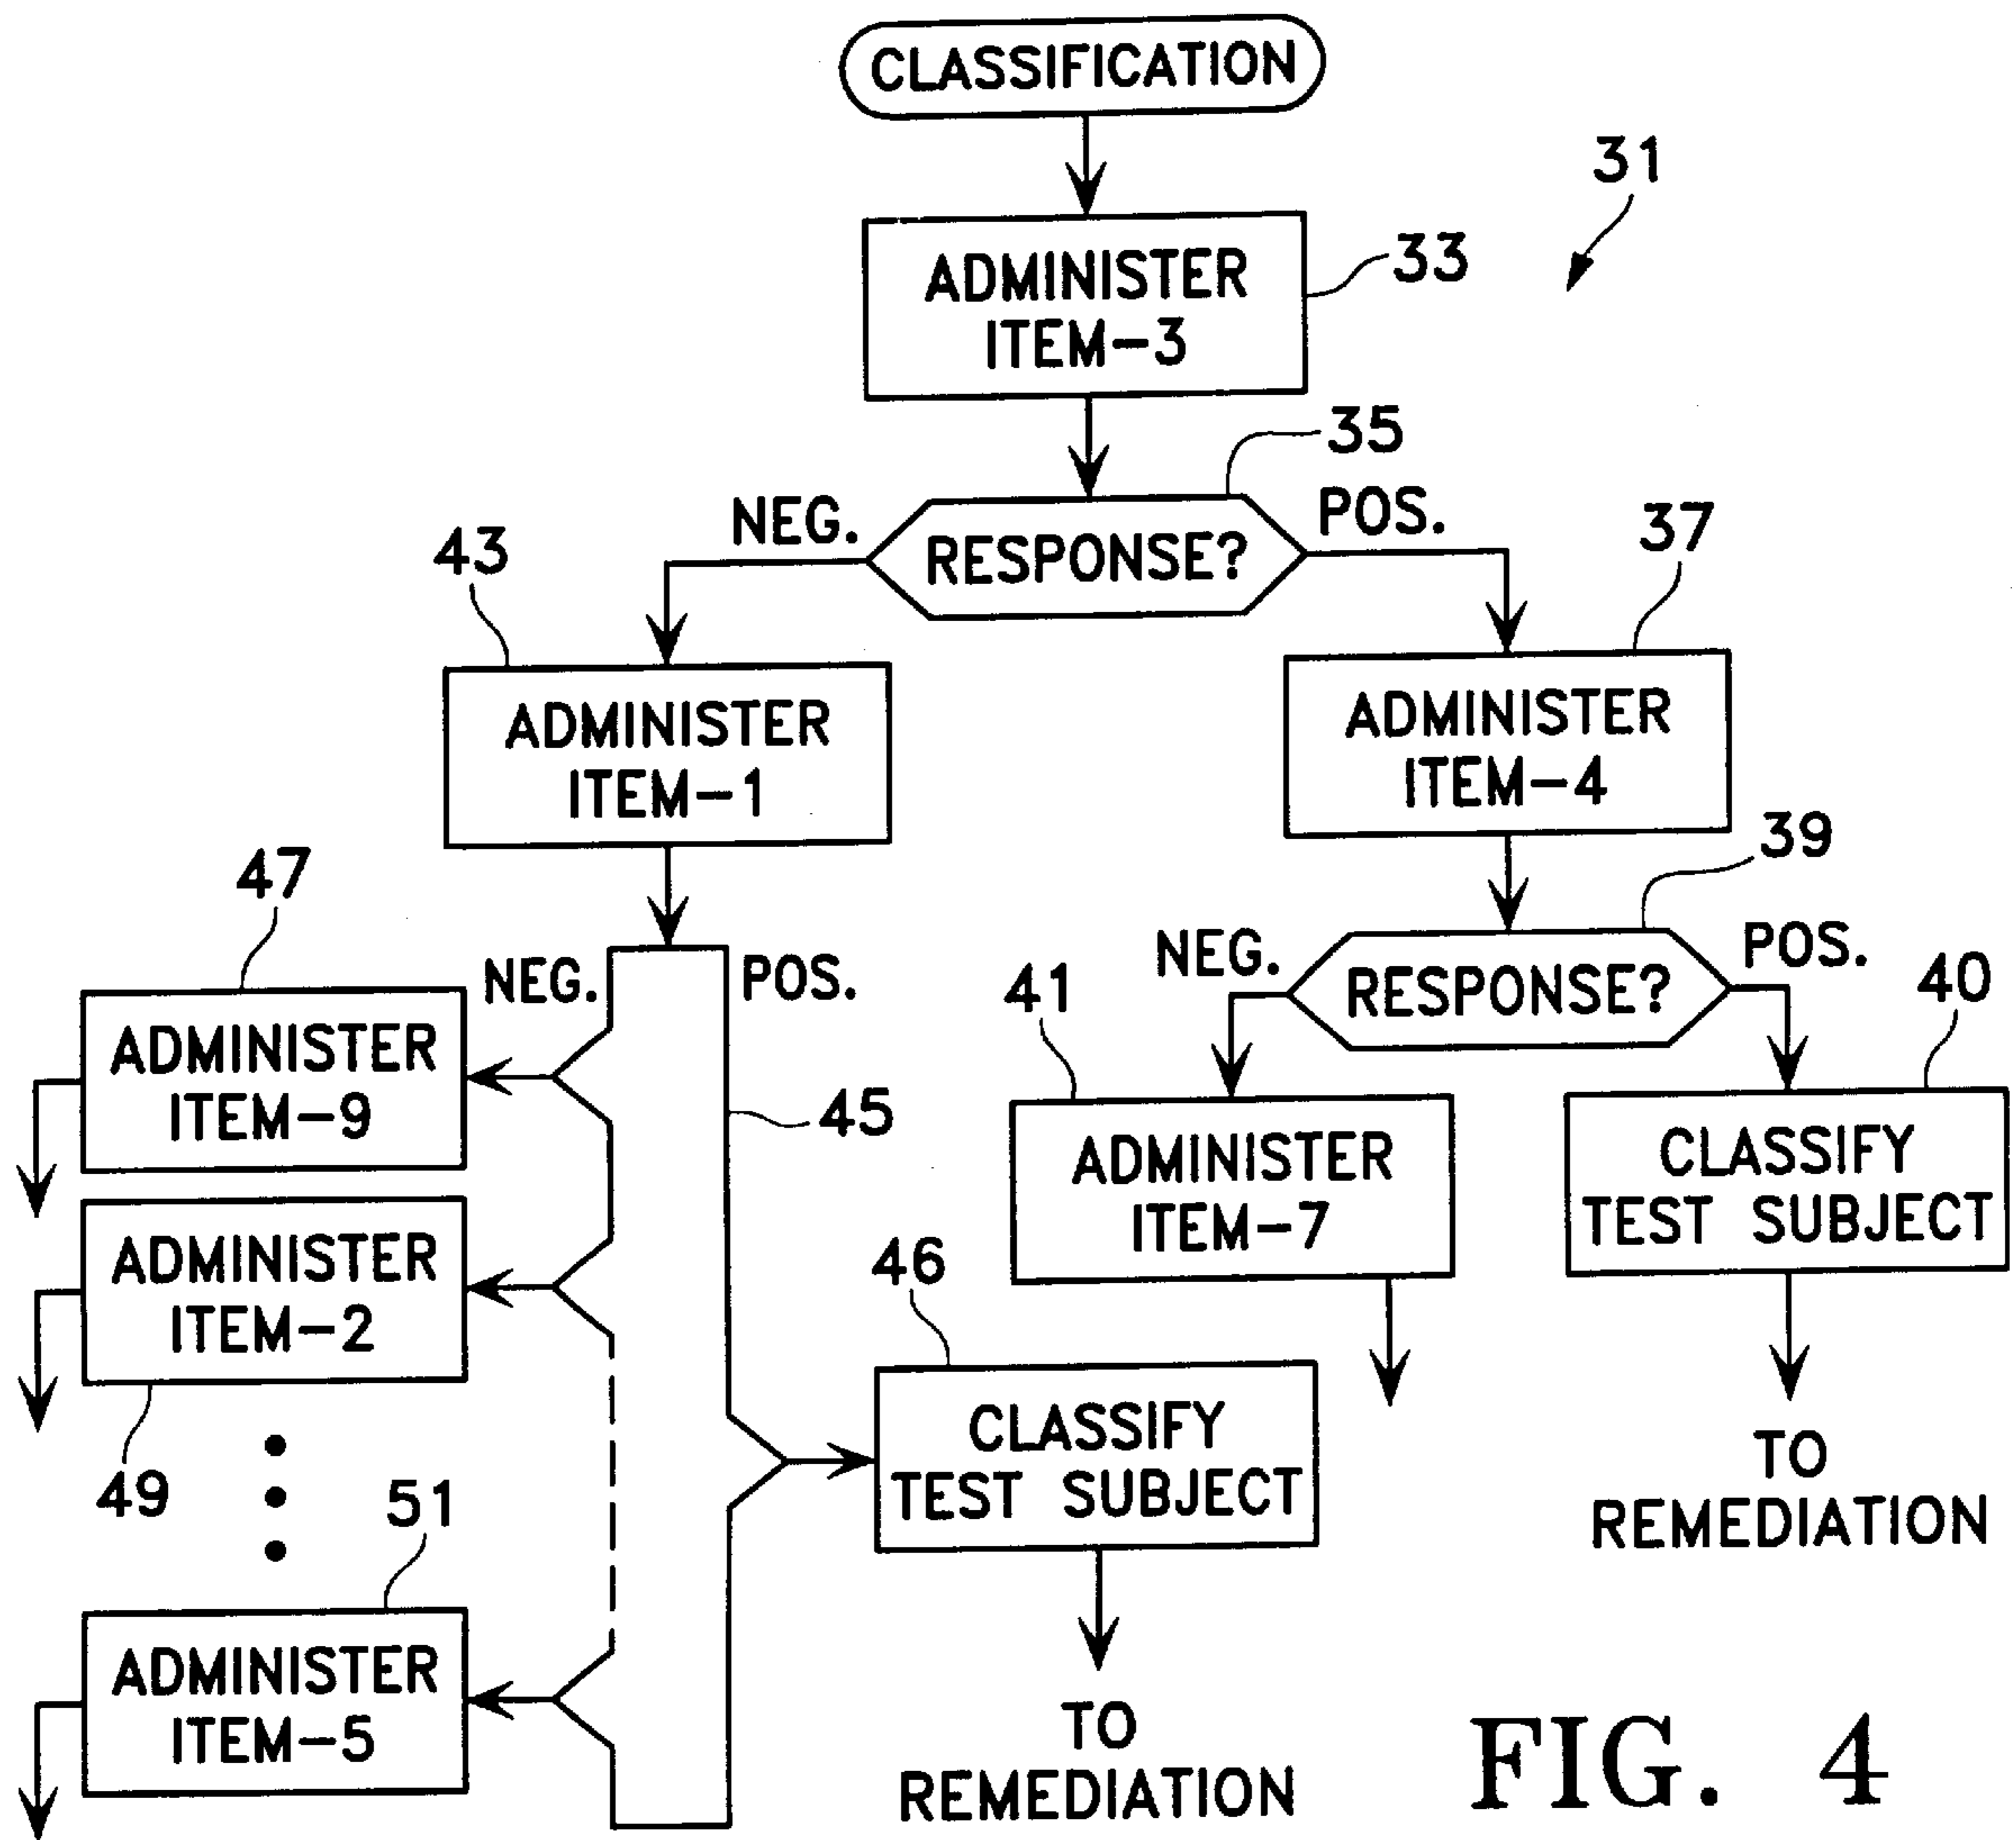 CLASSIFICATION
31
ADMINISTER
ITEM-3
33
35
NEG.
RESPONSE?
POS.
43
37
ADMINISTER
ITEM-1
ADMINISTER
ITEM-4
39
47
NEG.
POS.
NEG.
RESPONSE?
POS.
41
40
ADMINISTER
ITEM-9
45
ADMINISTER
ITEM-7
CLASSIFY
TEST SUBJECT
ADMINISTER
ITEM-2
46
49
CLASSIFY
TEST SUBJECT
TO
REMEDIATION
51
ADMINISTER
ITEM-5
TO
REMEDIATION
FIG. 4